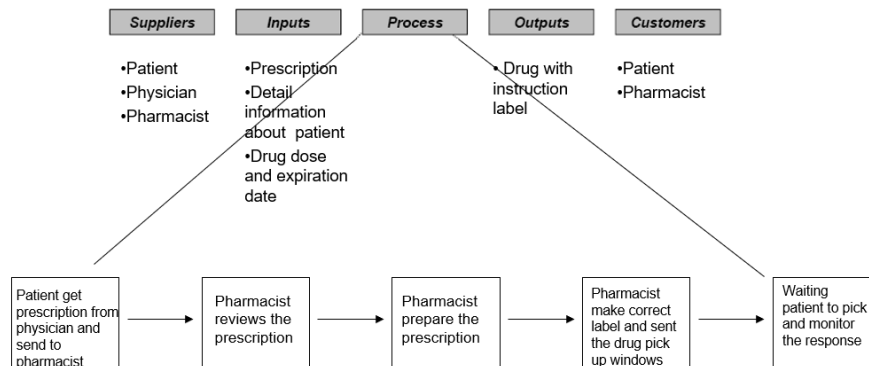 Suppliers
Inputs
Process
Outputs
Customers
•Patient
•Physician
•Pharmacist
•Prescription
•Detail
information
about patient
•Drug dose
and expiration
date
• Drug with
instruction
label
•Patient
•Pharmacist
Patient get
prescription from
physician and
send to
pharmacist
Pharmacist
reviews the
prescription
Pharmacist
prepare the
prescription
Pharmacist
make correct
label and sent
the drug pick
up windows
Waiting
patient to pick
and monitor
the response